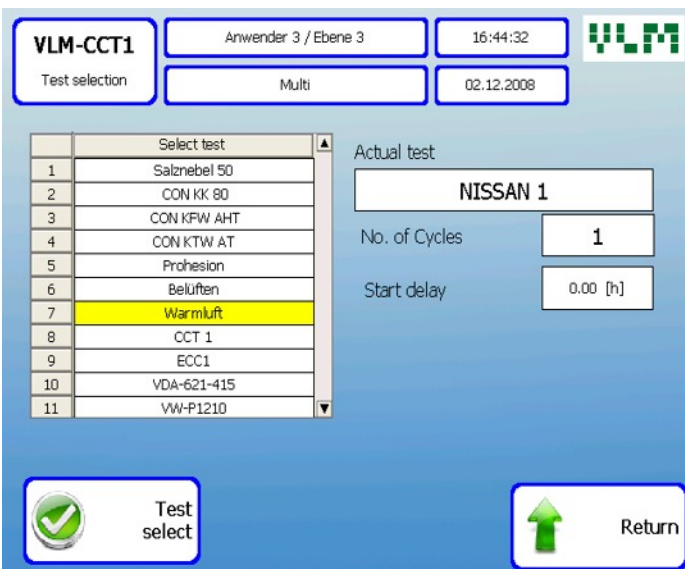 VLM-CCT1
Test selection
Anwender 3 / Ebene 3
16:44:32
VLM
Multi
02.12.2008
Select test
1 Salznebel 50
2 CON KK 80
3 CON KFW AHT
4 CON KTW AT
5 Prohesion
6 Belüften
7 Warmluft
8 CCT 1
9 ECC1
10 VDA-621-415
11 VW-P1210
Actual test
NISSAN 1
No. of Cycles 1
Start delay 0.00 [h]
Test
select
Return